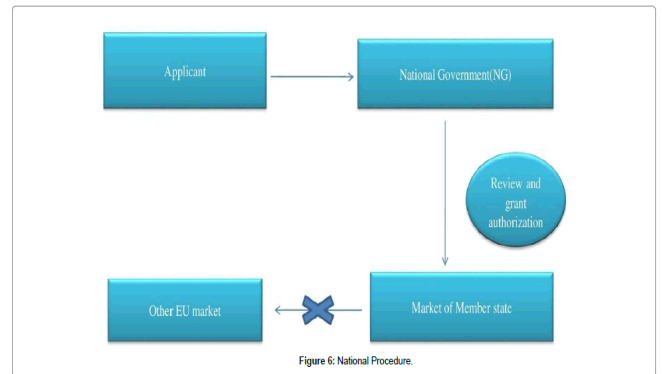 Applicant
National Government(NG)
Review and
grant
authorization
Market of Member state
Other EU market
Figure 6: National Procedure.